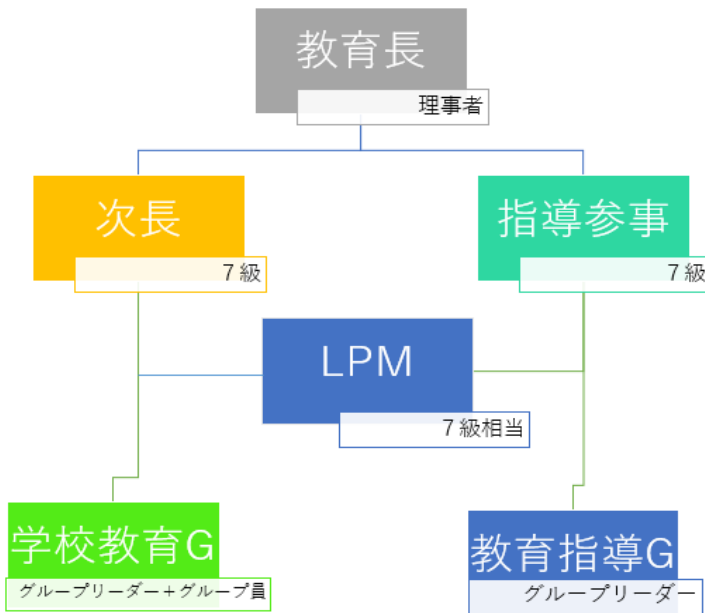 教育長
理事者
次長
7級
指導参事
7級
LPM
7級相当
学校教育G
グループリーダー+グループ員
教育指導G
グループリーダー